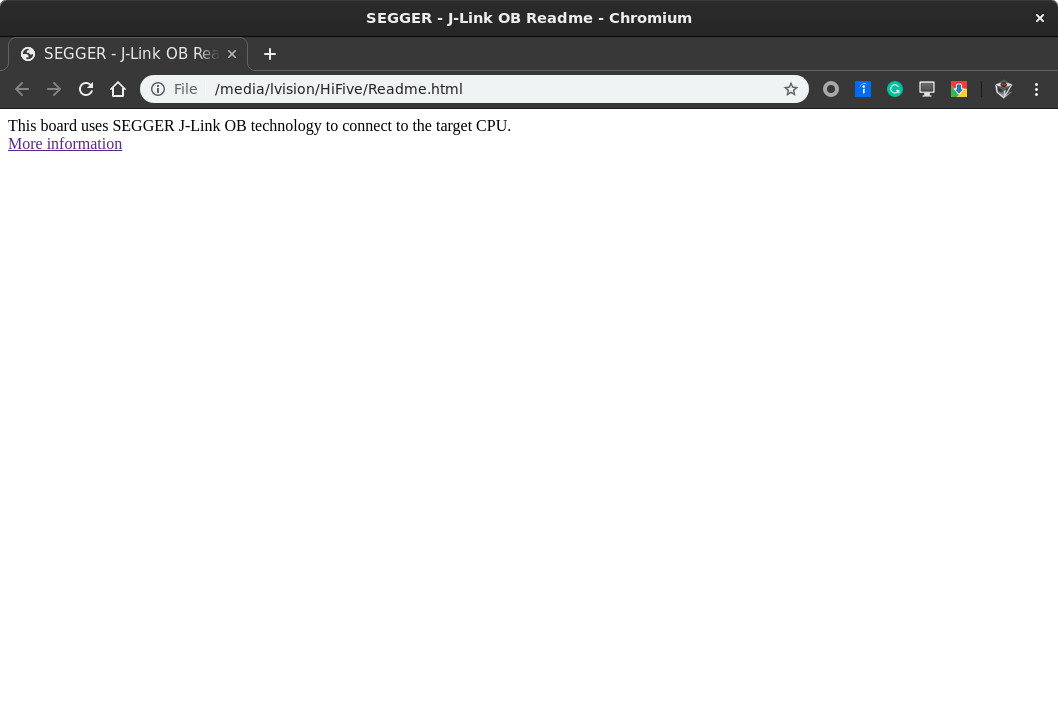 SEGGER - J-Link OB Readme - Chromium
SEGGER - J-Link OB Rea
File /media/lvision/HiFive/Readme.html
This board uses SEGGER J-Link OB technology to connect to the target CPU.
More information